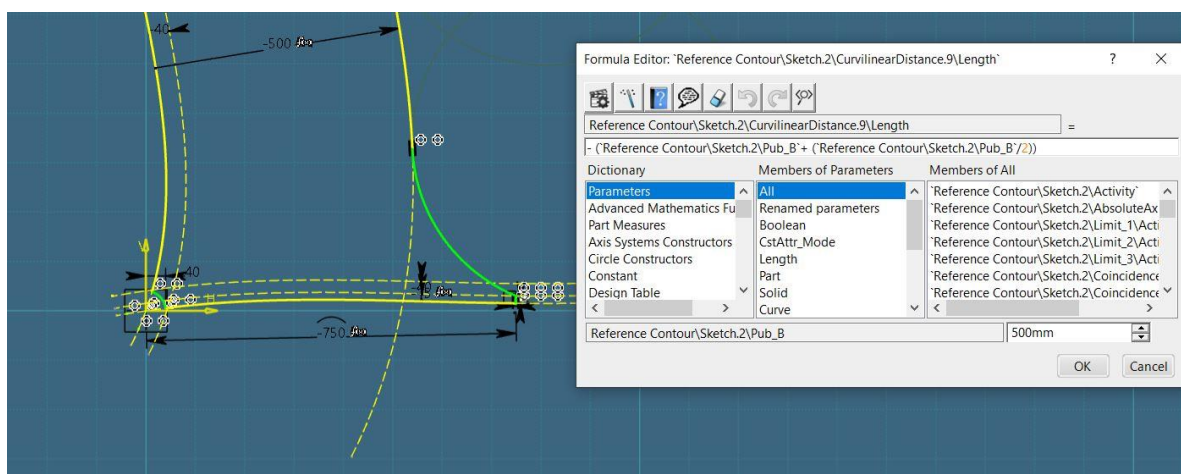 -40
-500 f(x)
Formula Editor: `Reference Contour\Sketch.2\CurvilinearDistance.9\Length`
? ×
Reference Contour\Sketch.2\CurvilinearDistance.9\Length =
- (`Reference Contour\Sketch.2\Pub_B`+ (`Reference Contour\Sketch.2\Pub_B`/2))
Dictionary Members of Parameters Members of All
Parameters All `Reference Contour\Sketch.2\Activity`
Advanced Mathematics Fu Renamed parameters `Reference Contour\Sketch.2\AbsoluteAx
Part Measures Boolean `Reference Contour\Sketch.2\Limit_1\Acti
Axis Systems Constructors CstAttr_Mode `Reference Contour\Sketch.2\Limit_2\Acti
Circle Constructors Length `Reference Contour\Sketch.2\Limit_3\Acti
Constant Part `Reference Contour\Sketch.2\Coincidence
Design Table Solid `Reference Contour\Sketch.2\Coincidence
Curve
Reference Contour\Sketch.2\Pub_B 500mm
OK Cancel
V
40
H
-750 f(x)